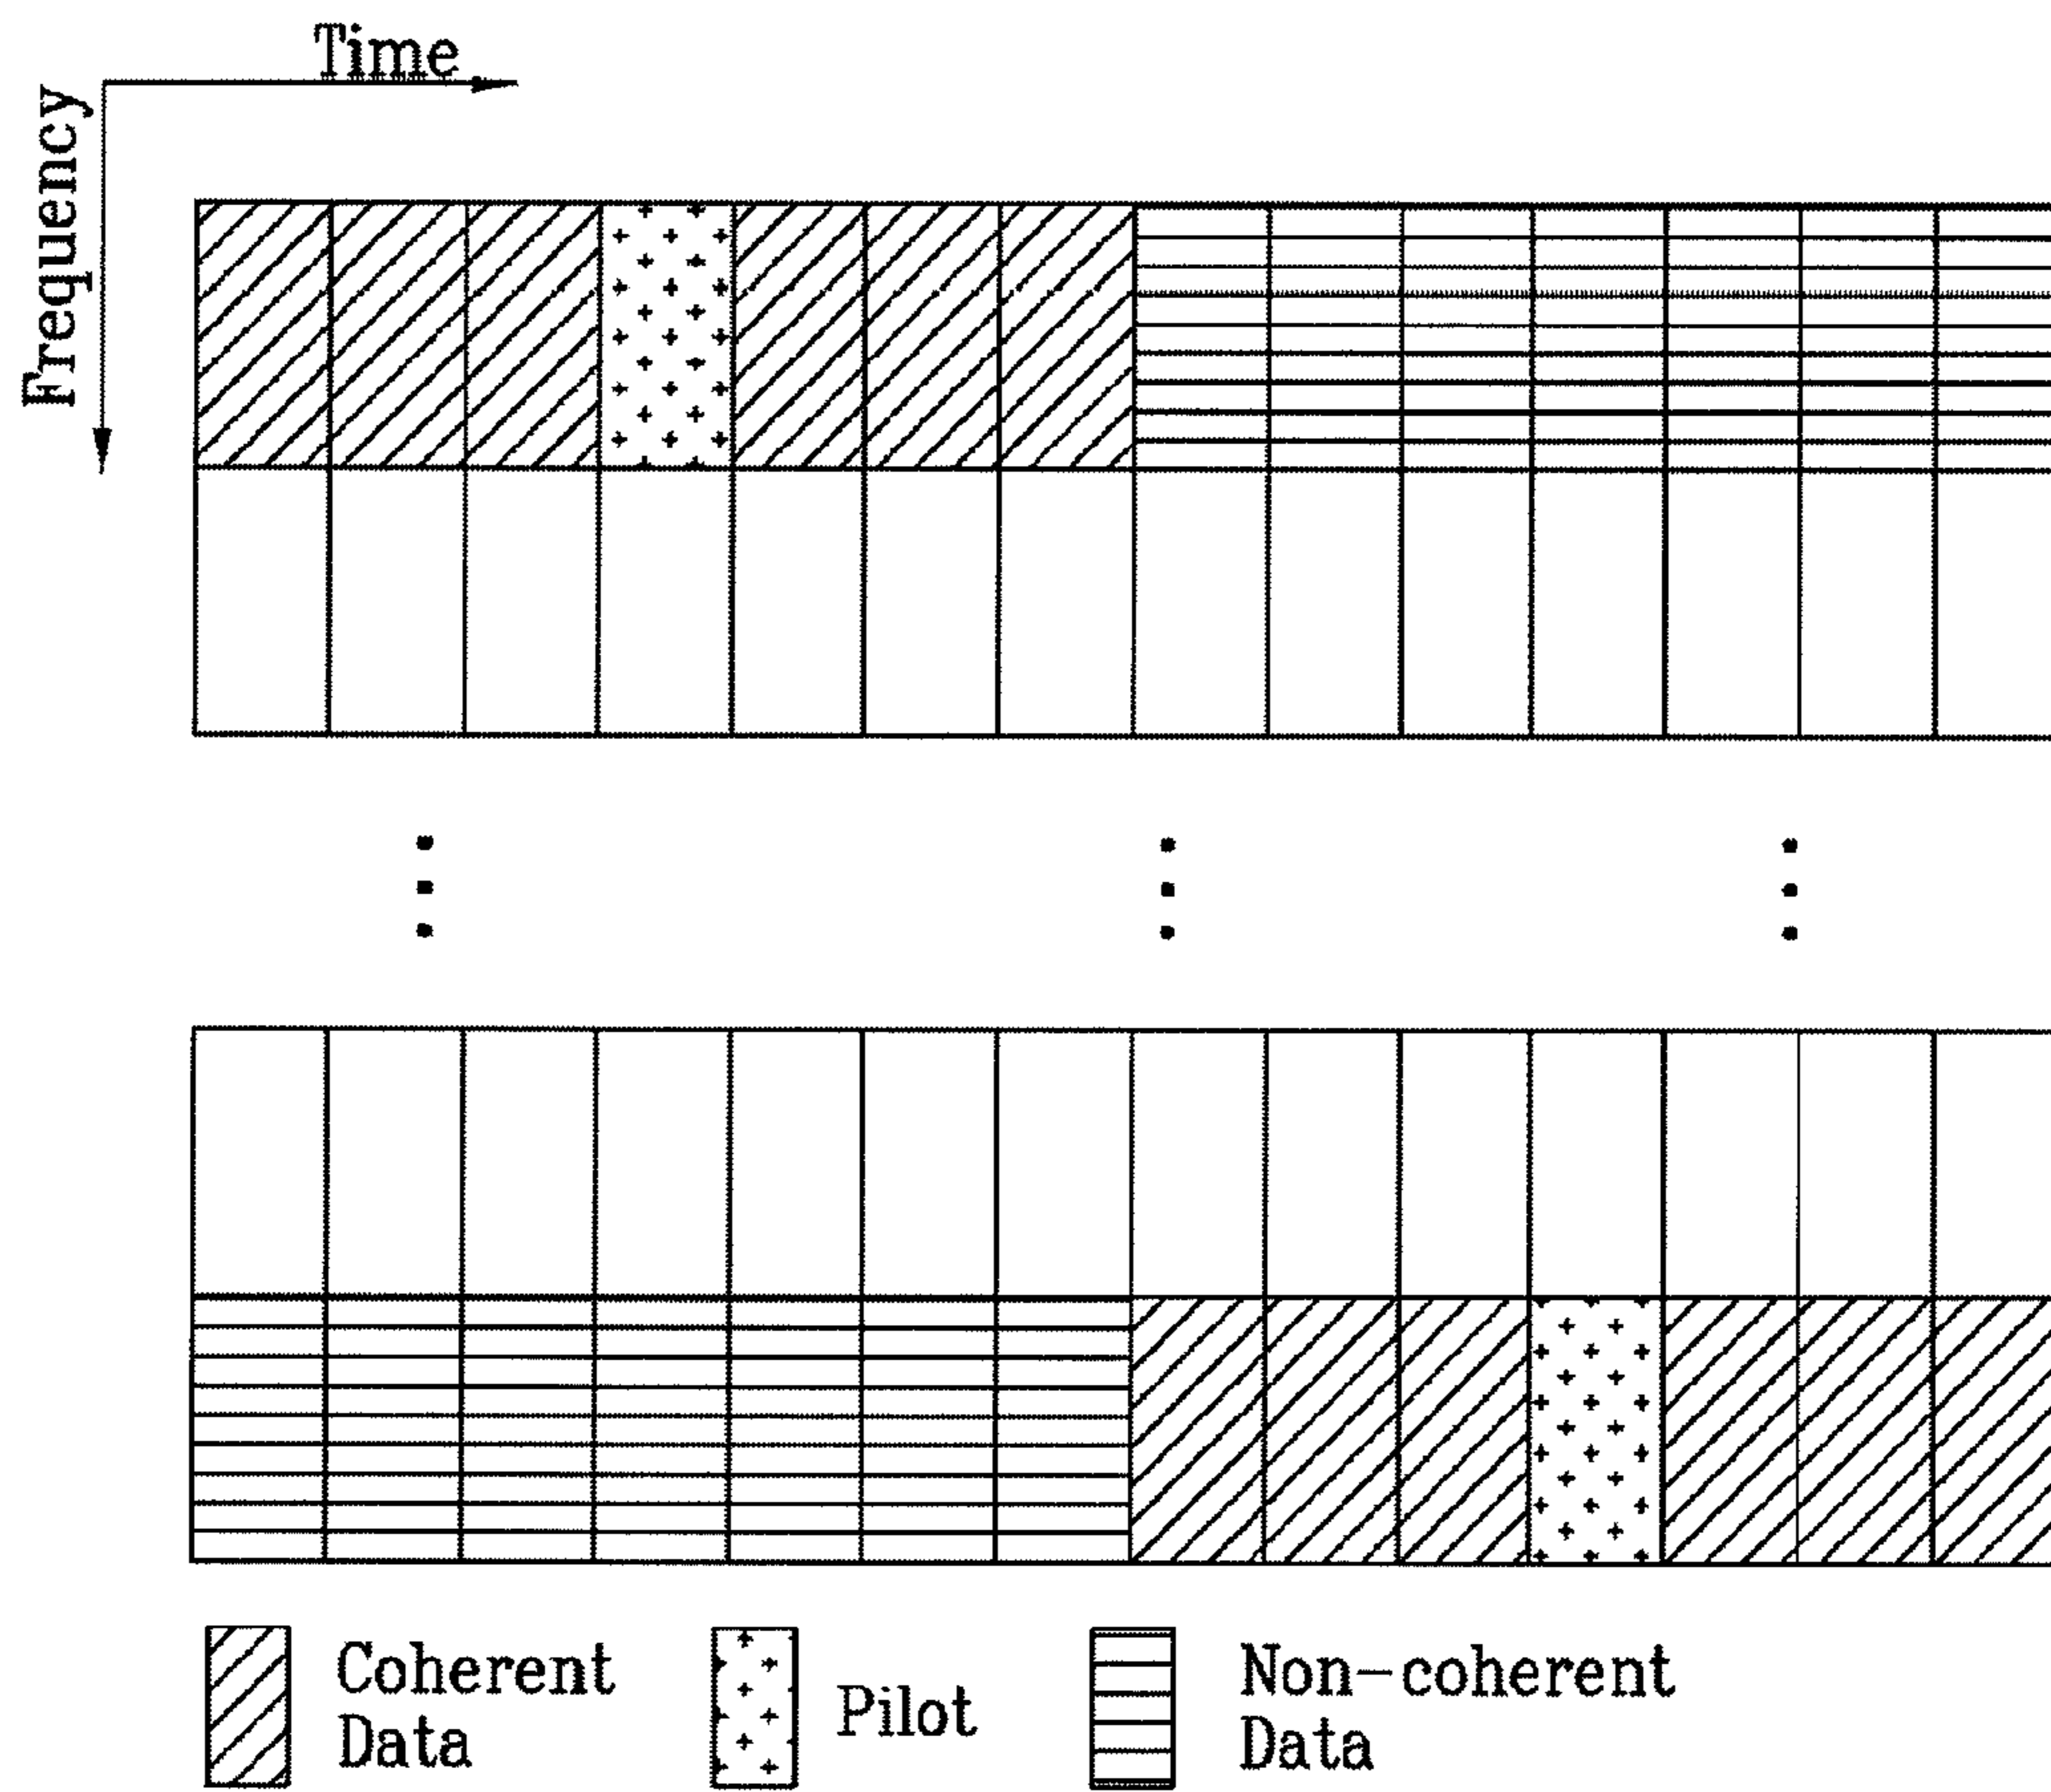 Time
Frequency
Coherent
Data
Pilot
Non-coherent
Data